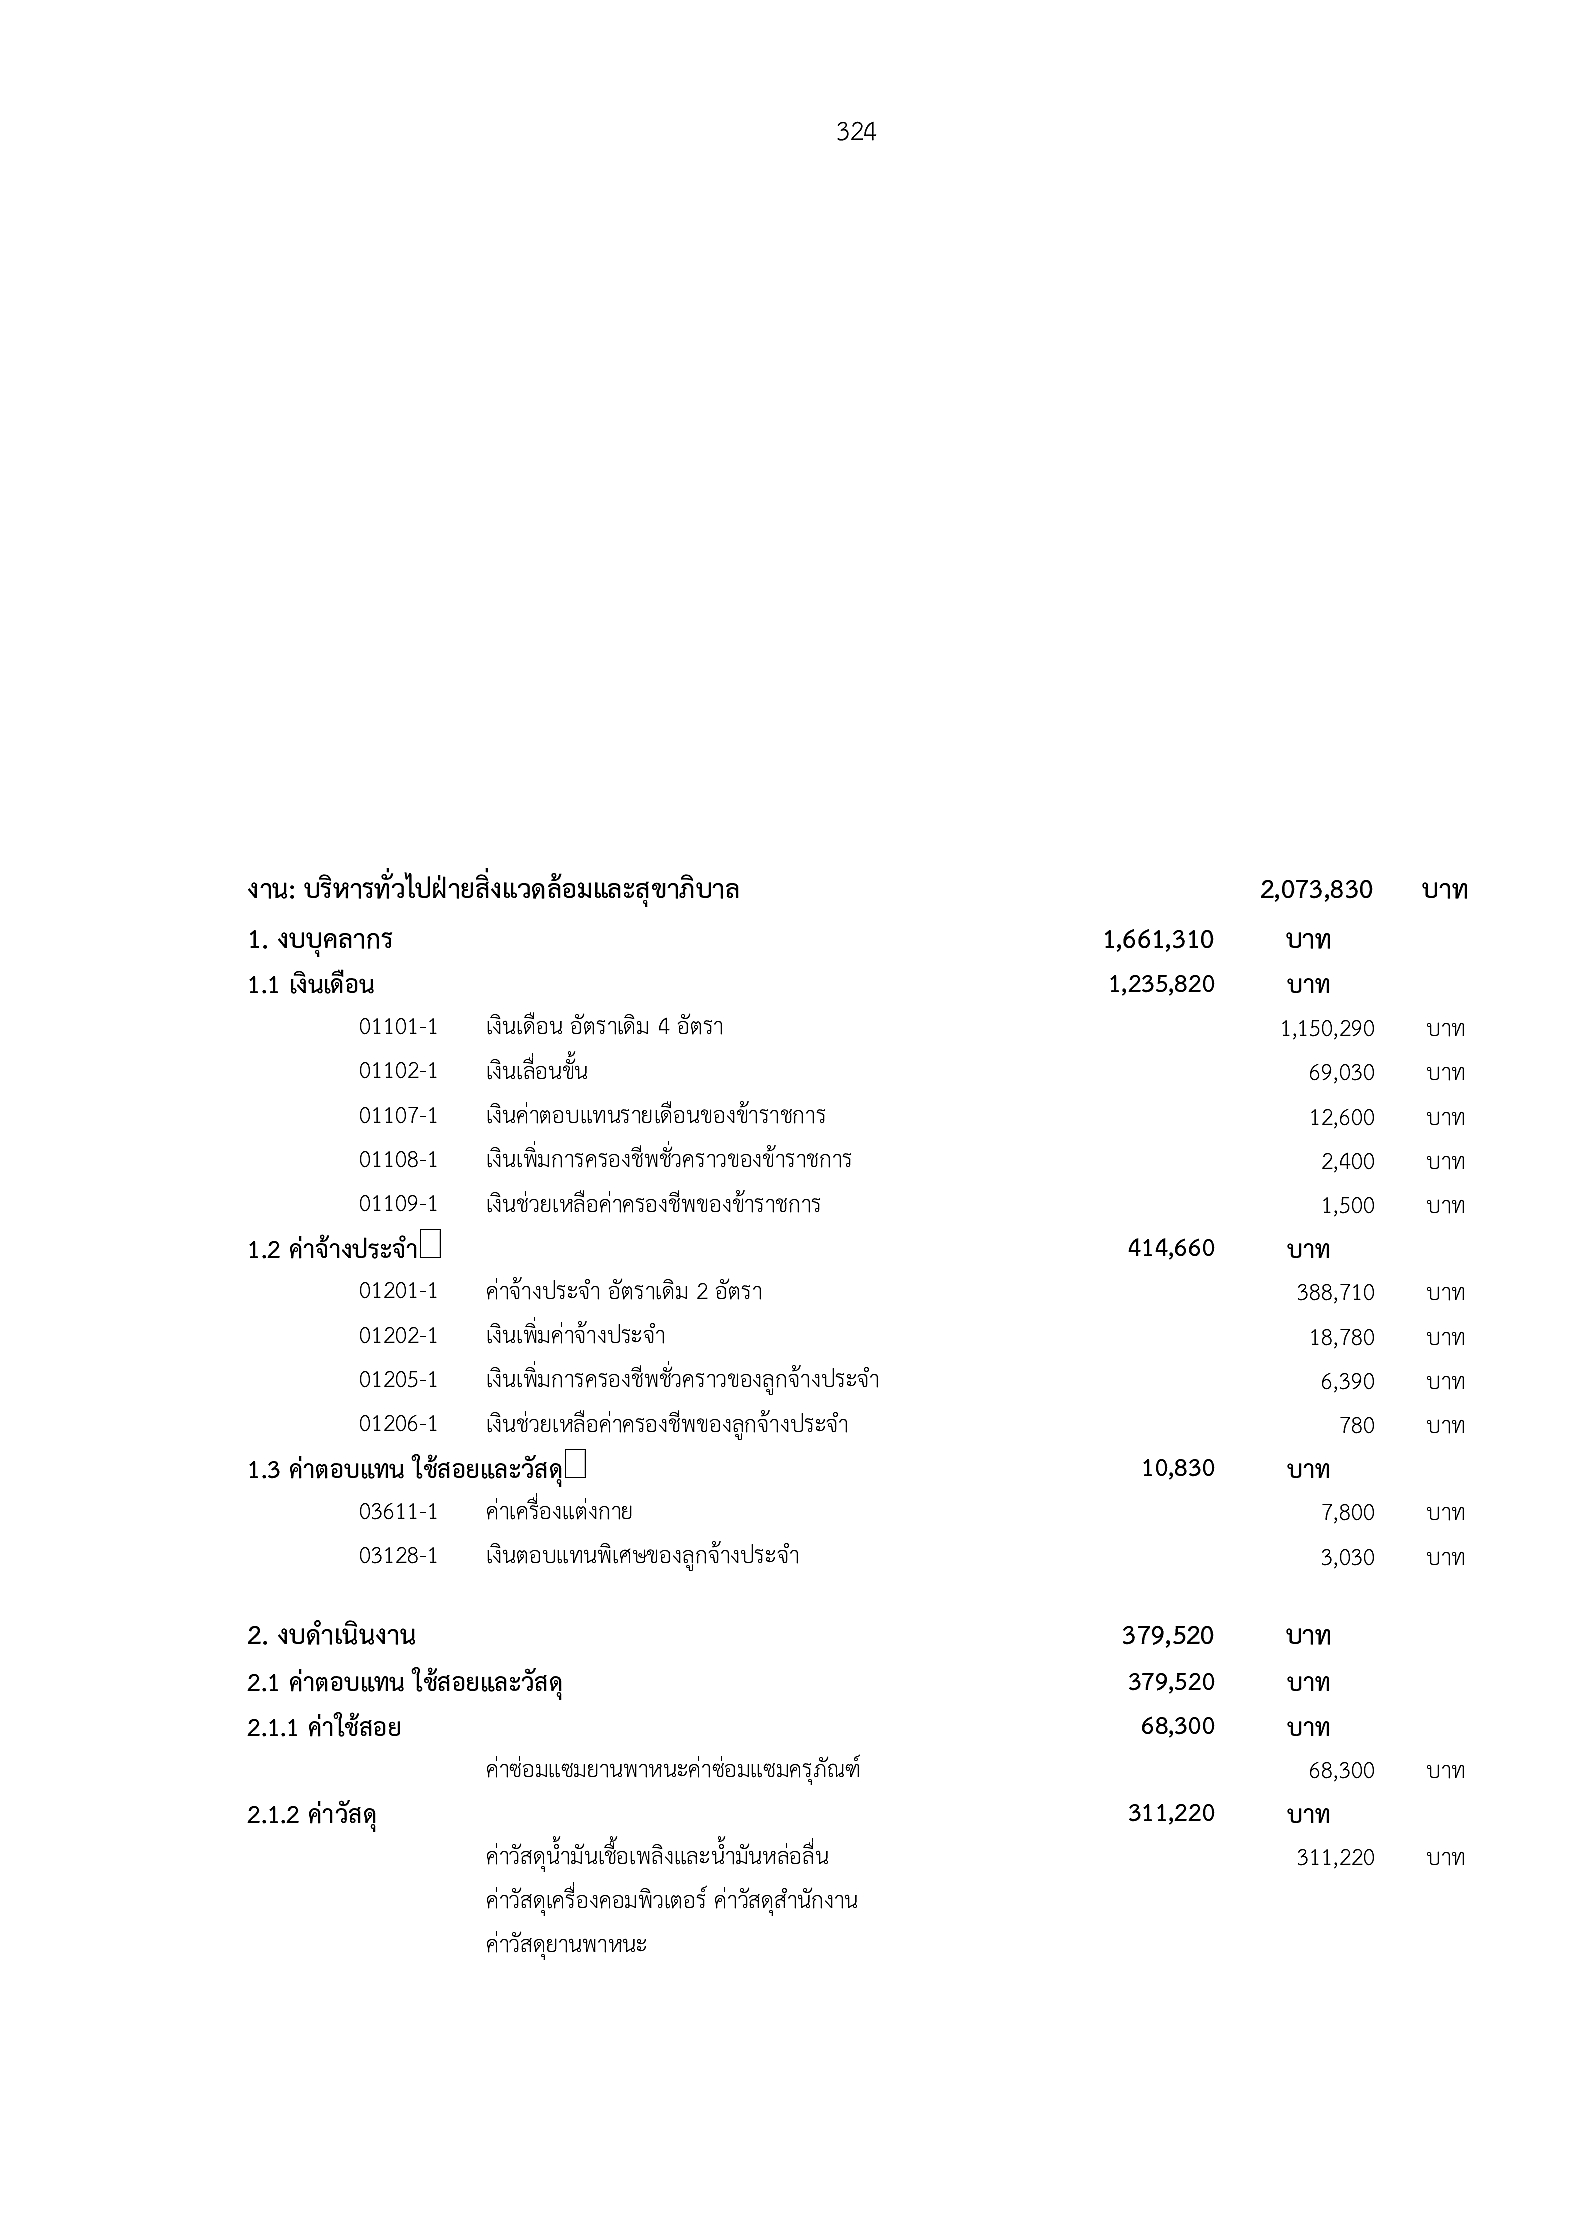 324
งาน: บริหารทั่วไปฝ่ายสิ่งแวดล้อมและสุขาภิบาล 2,073,830 บาท
1. งบบุคลากร 1,661,310 บาท
1.1 เงินเดือน 1,235,820 บาท
01101-1 เงินเดือน อัตราเดิม 4 อัตรา 1,150,290 บาท
01102-1 เงินเลื่อนขั้น 69,030 บาท
01107-1 เงินค่าตอบแทนรายเดือนของข้าราชการ 12,600 บาท
01108-1 เงินเพิ่มการครองชีพชั่วคราวของข้าราชการ 2,400 บาท
01109-1 เงินช่วยเหลือค่าครองชีพของข้าราชการ 1,500 บาท
1.2 ค่าจ้างประจำ 414,660 บาท
01201-1 ค่าจ้างประจำ อัตราเดิม 2 อัตรา 388,710 บาท
01202-1 เงินเพิ่มค่าจ้างประจำ 18,780 บาท
01205-1 เงินเพิ่มการครองชีพชั่วคราวของลูกจ้างประจำ 6,390 บาท
01206-1 เงินช่วยเหลือค่าครองชีพของลูกจ้างประจำ 780 บาท
1.3 ค่าตอบแทน ใช้สอยและวัสดุ 10,830 บาท
03611-1 ค่าเครื่องแต่งกาย 7,800 บาท
03128-1 เงินตอบแทนพิเศษของลูกจ้างประจำ 3,030 บาท
2. งบดำเนินงาน 379,520 บาท
2.1 ค่าตอบแทน ใช้สอยและวัสดุ 379,520 บาท
2.1.1 ค่าใช้สอย 68,300 บาท
ค่าซ่อมแซมยานพาหนะค่าซ่อมแซมครุภัณฑ์ 68,300 บาท
2.1.2 ค่าวัสดุ 311,220 บาท
ค่าวัสดุน้ำมันเชื้อเพลิงและน้ำมันหล่อลื่น 311,220 บาท
ค่าวัสดุเครื่องคอมพิวเตอร์ ค่าวัสดุสำนักงาน
ค่าวัสดุยานพาหนะ